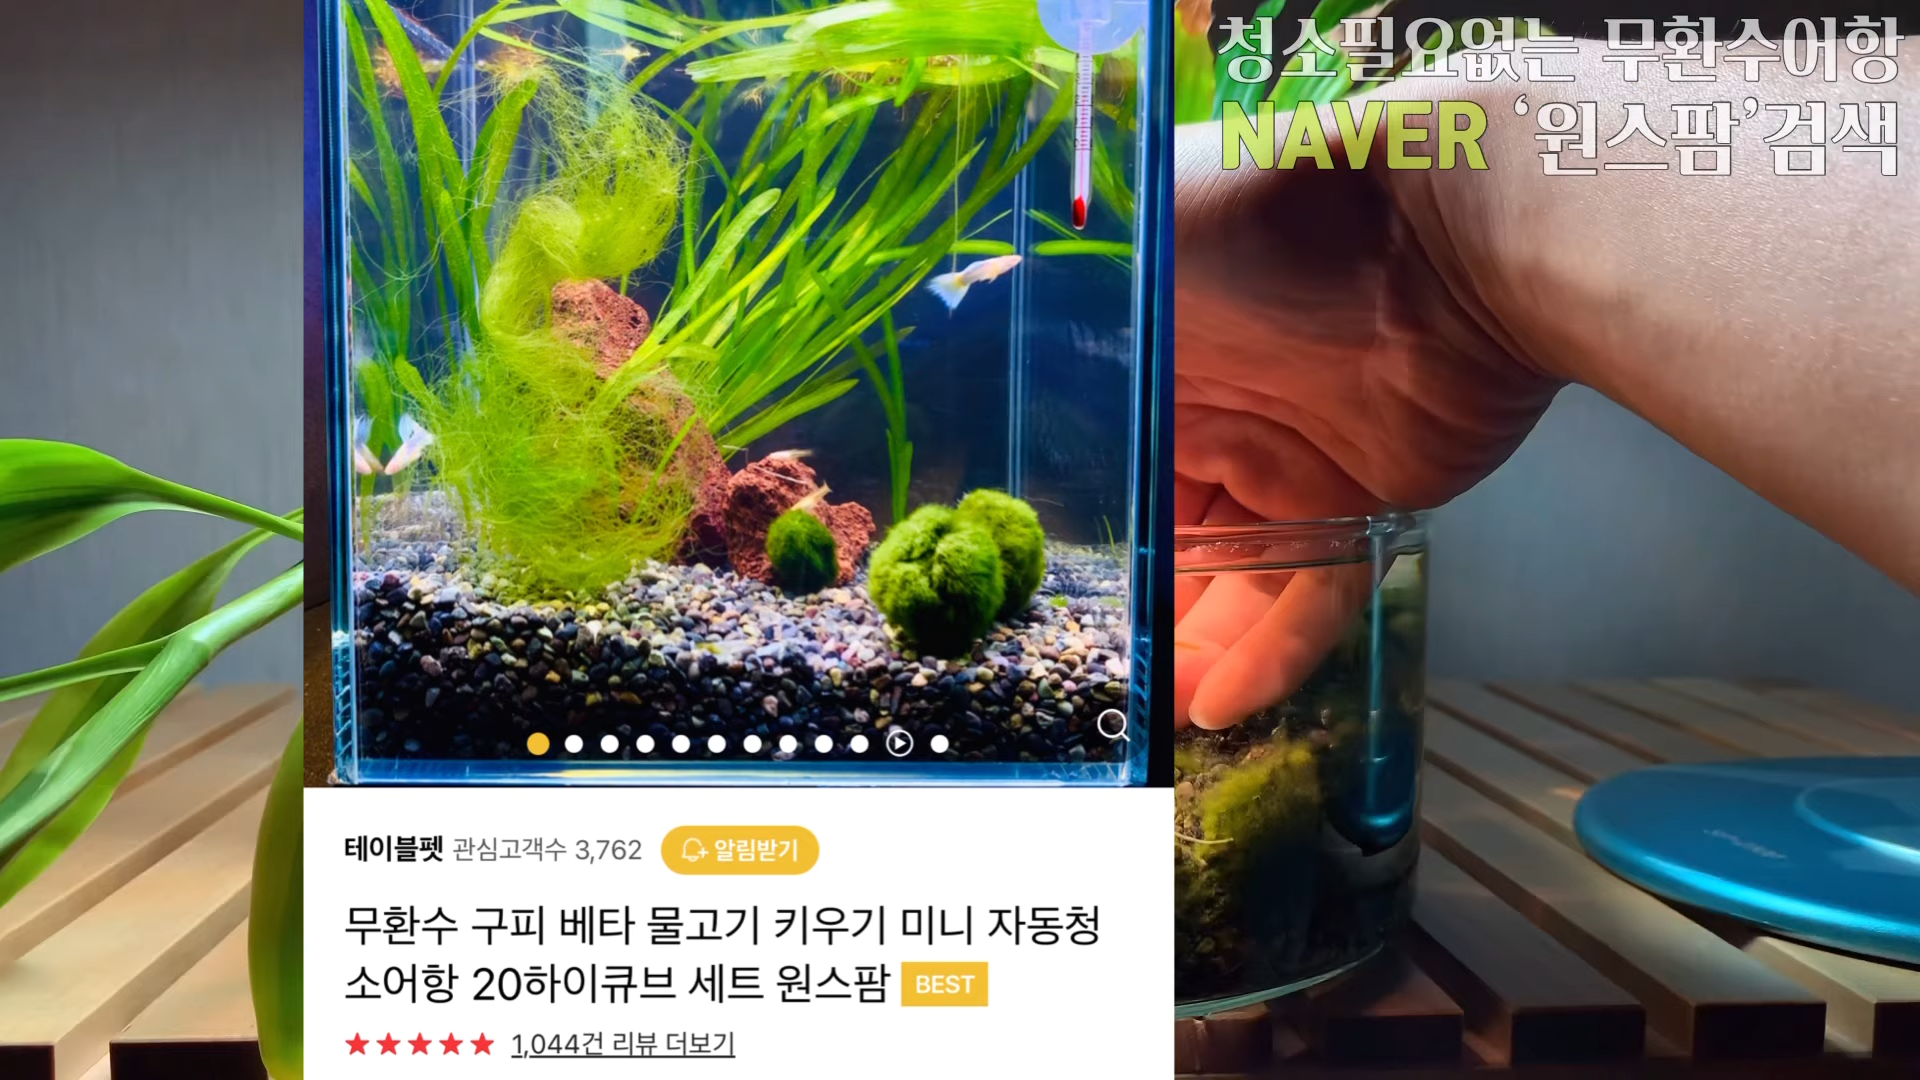 청소필요없는 무환수어항
NAVER ‘원스팜’검색
테이블펫 관심고객수 3,762 알림받기
무환수 구피 베타 물고기 키우기 미니 자동청
소어항 20하이큐브 세트 원스팜 BEST
1,044건 리뷰 더보기